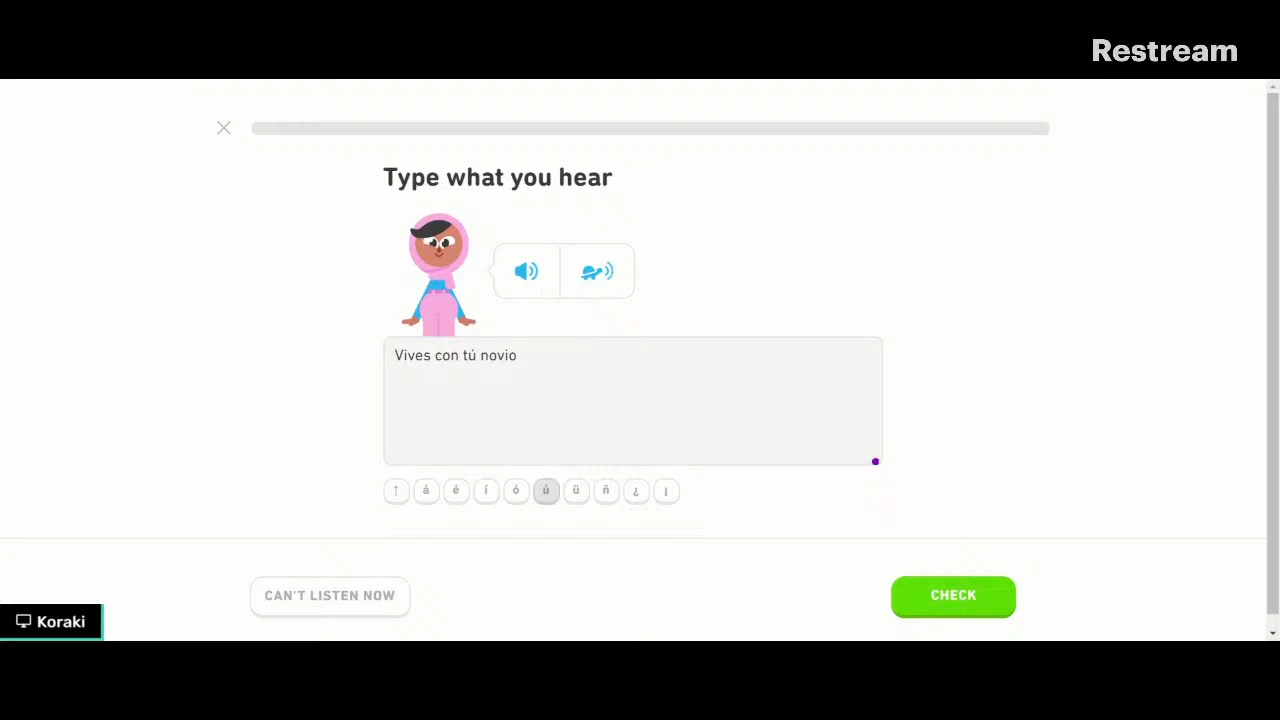 Restream
Type what you hear
Vives con tú novio
↑ á é í ó ú ü ñ ¿ ¡
CAN'T LISTEN NOW
CHECK
Koraki